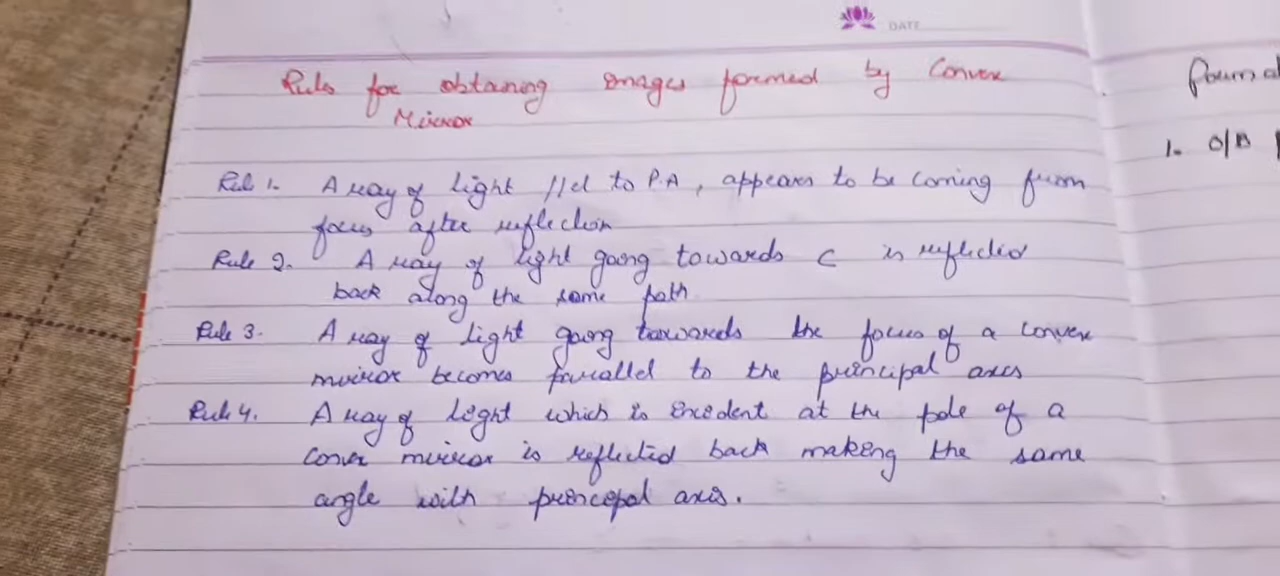 DATE
Rules for obtaining Images formed by Convex
Mirror
Rule 1. A ray of light //el to P.A, appears to be coming from
focus after reflection
Rule 2. A ray of light going towards C is reflected
back along the same path
Rule 3. A ray of light going towards the focus of a convex
mirror becomes parallel to the principal axis
Rule 4. A ray of light which is incident at the pole of a
convex mirror is reflected back making the same
angle with principal axis.
1. O/B